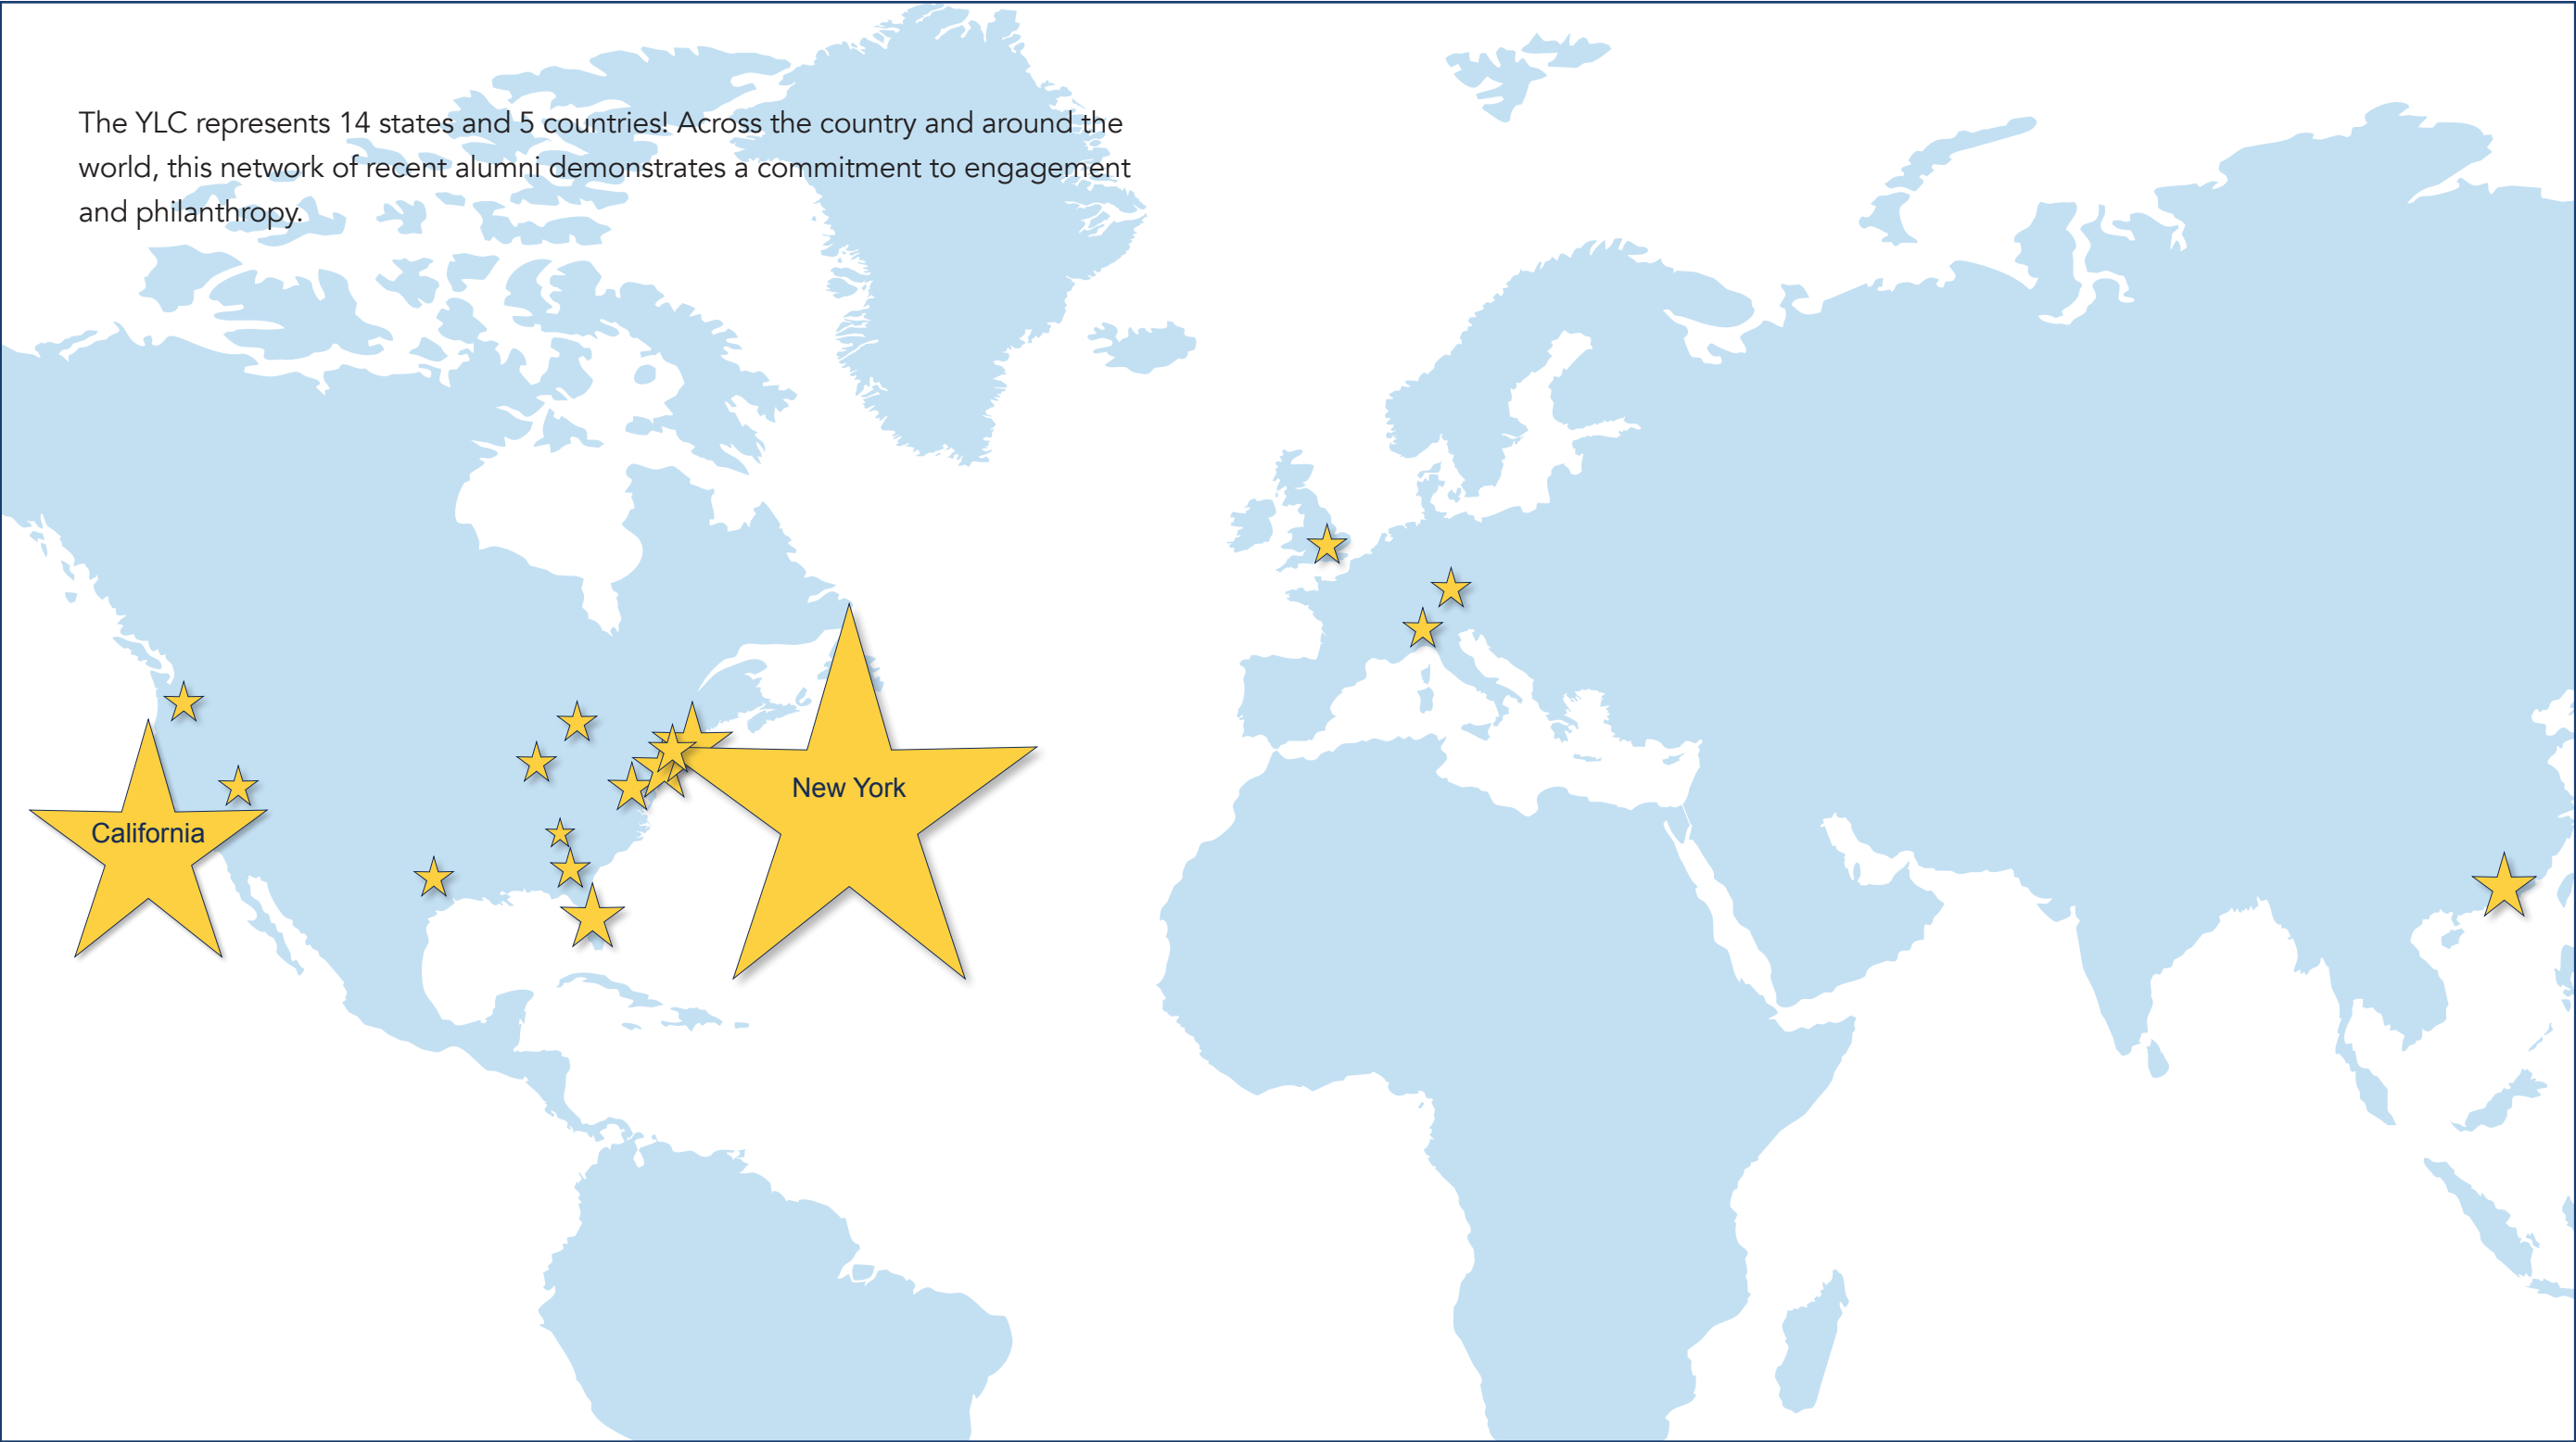 The YLC represents 14 states and 5 countries! Across the country and around the
world, this network of recent alumni demonstrates a commitment to engagement
and philanthropy.
New York
California